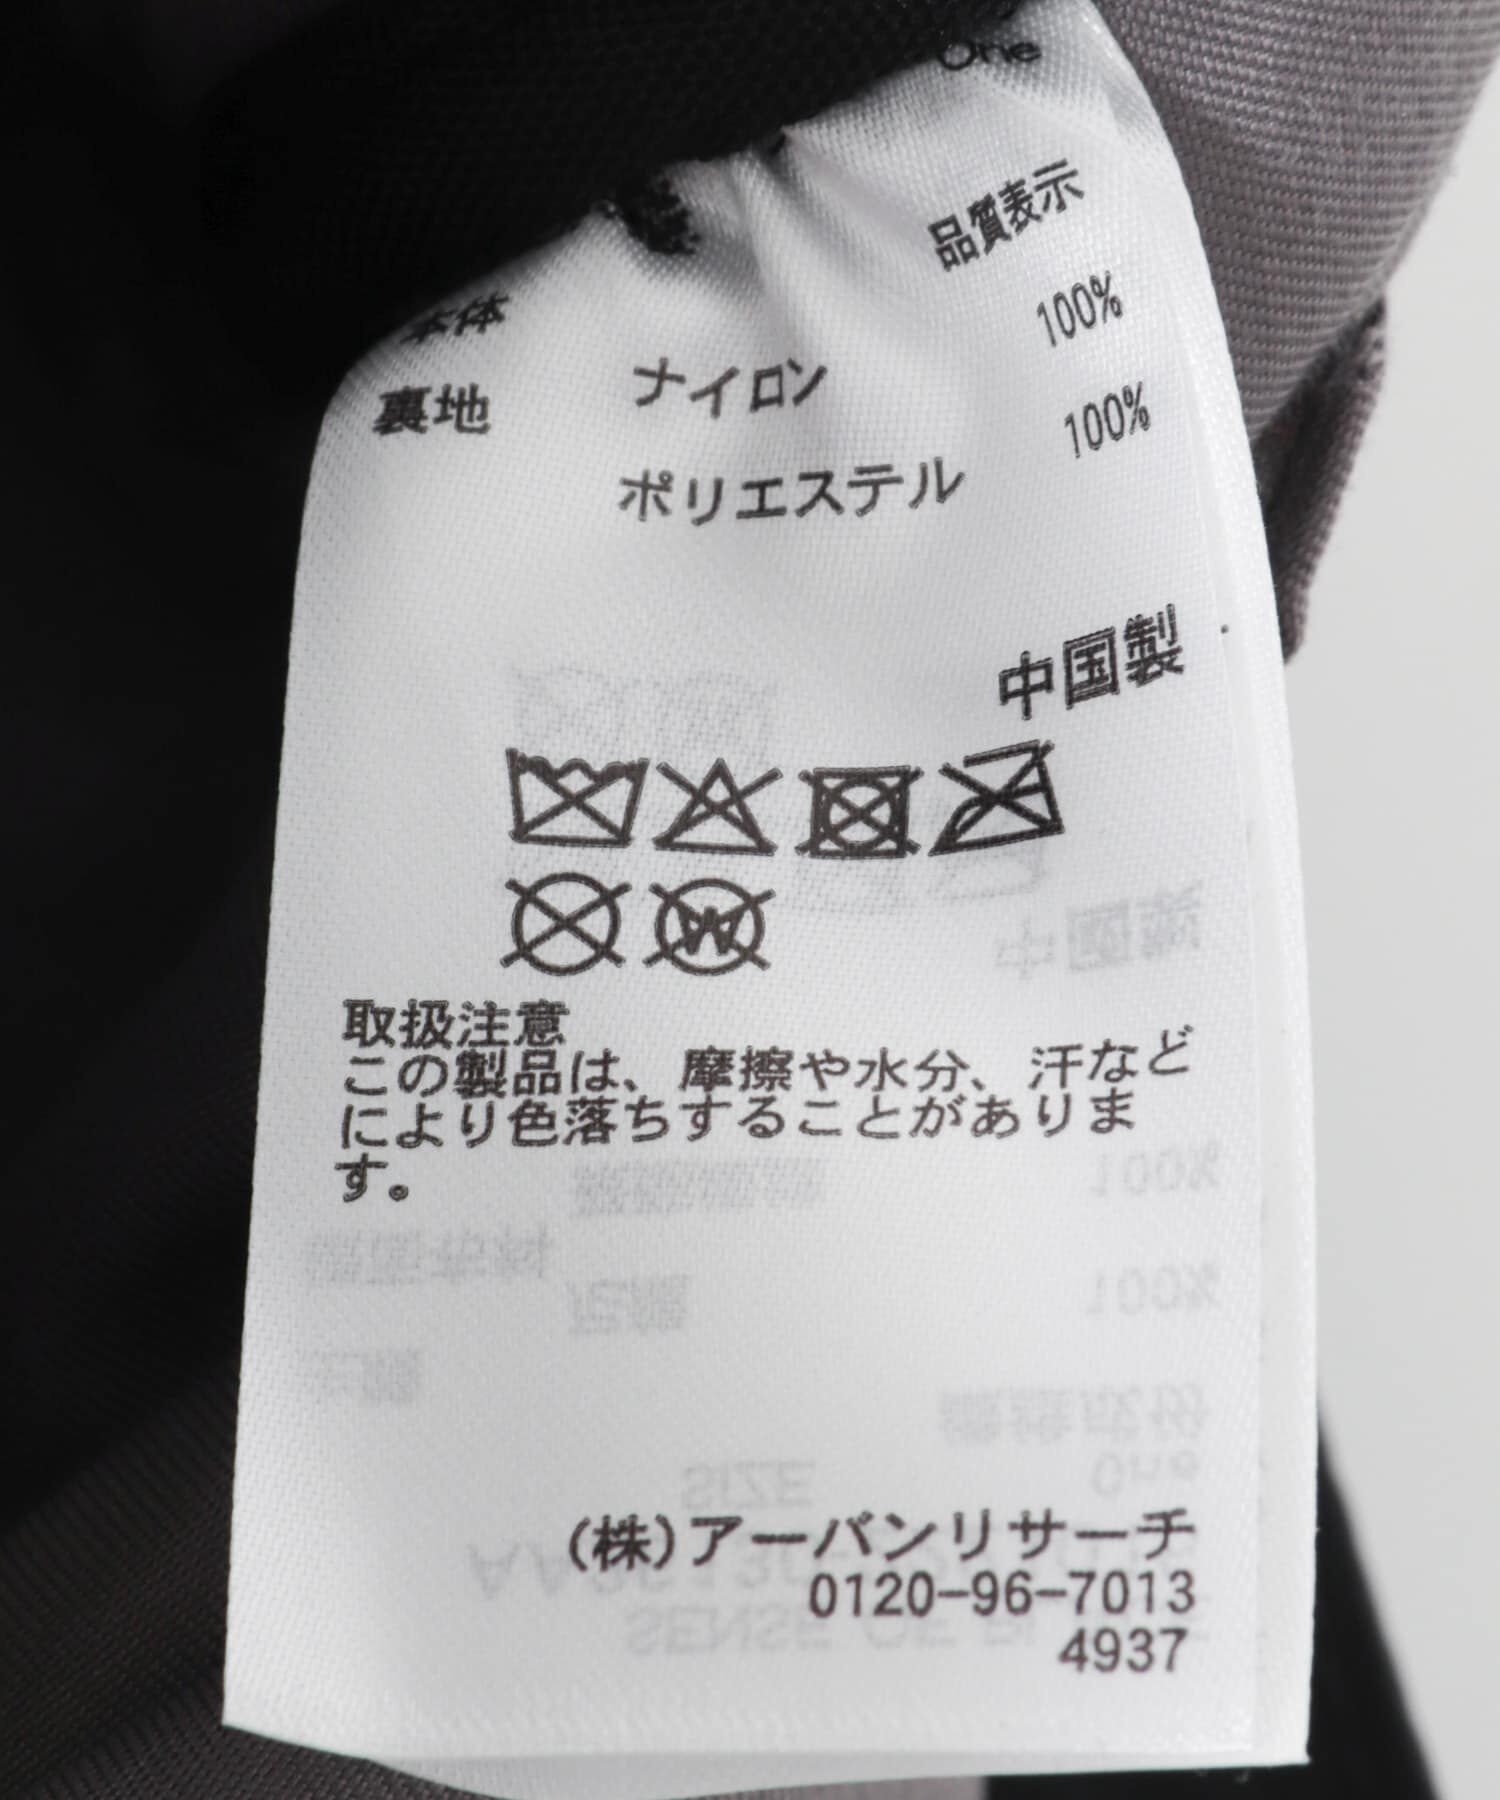 One
品質表示
本体 ナイロン 100%
裏地 ポリエステル 100%
中国製
取扱注意
この製品は、摩擦や水分、汗など
により色落ちすることがありま
す。
(株)アーバンリサーチ
0120-96-7013
4937